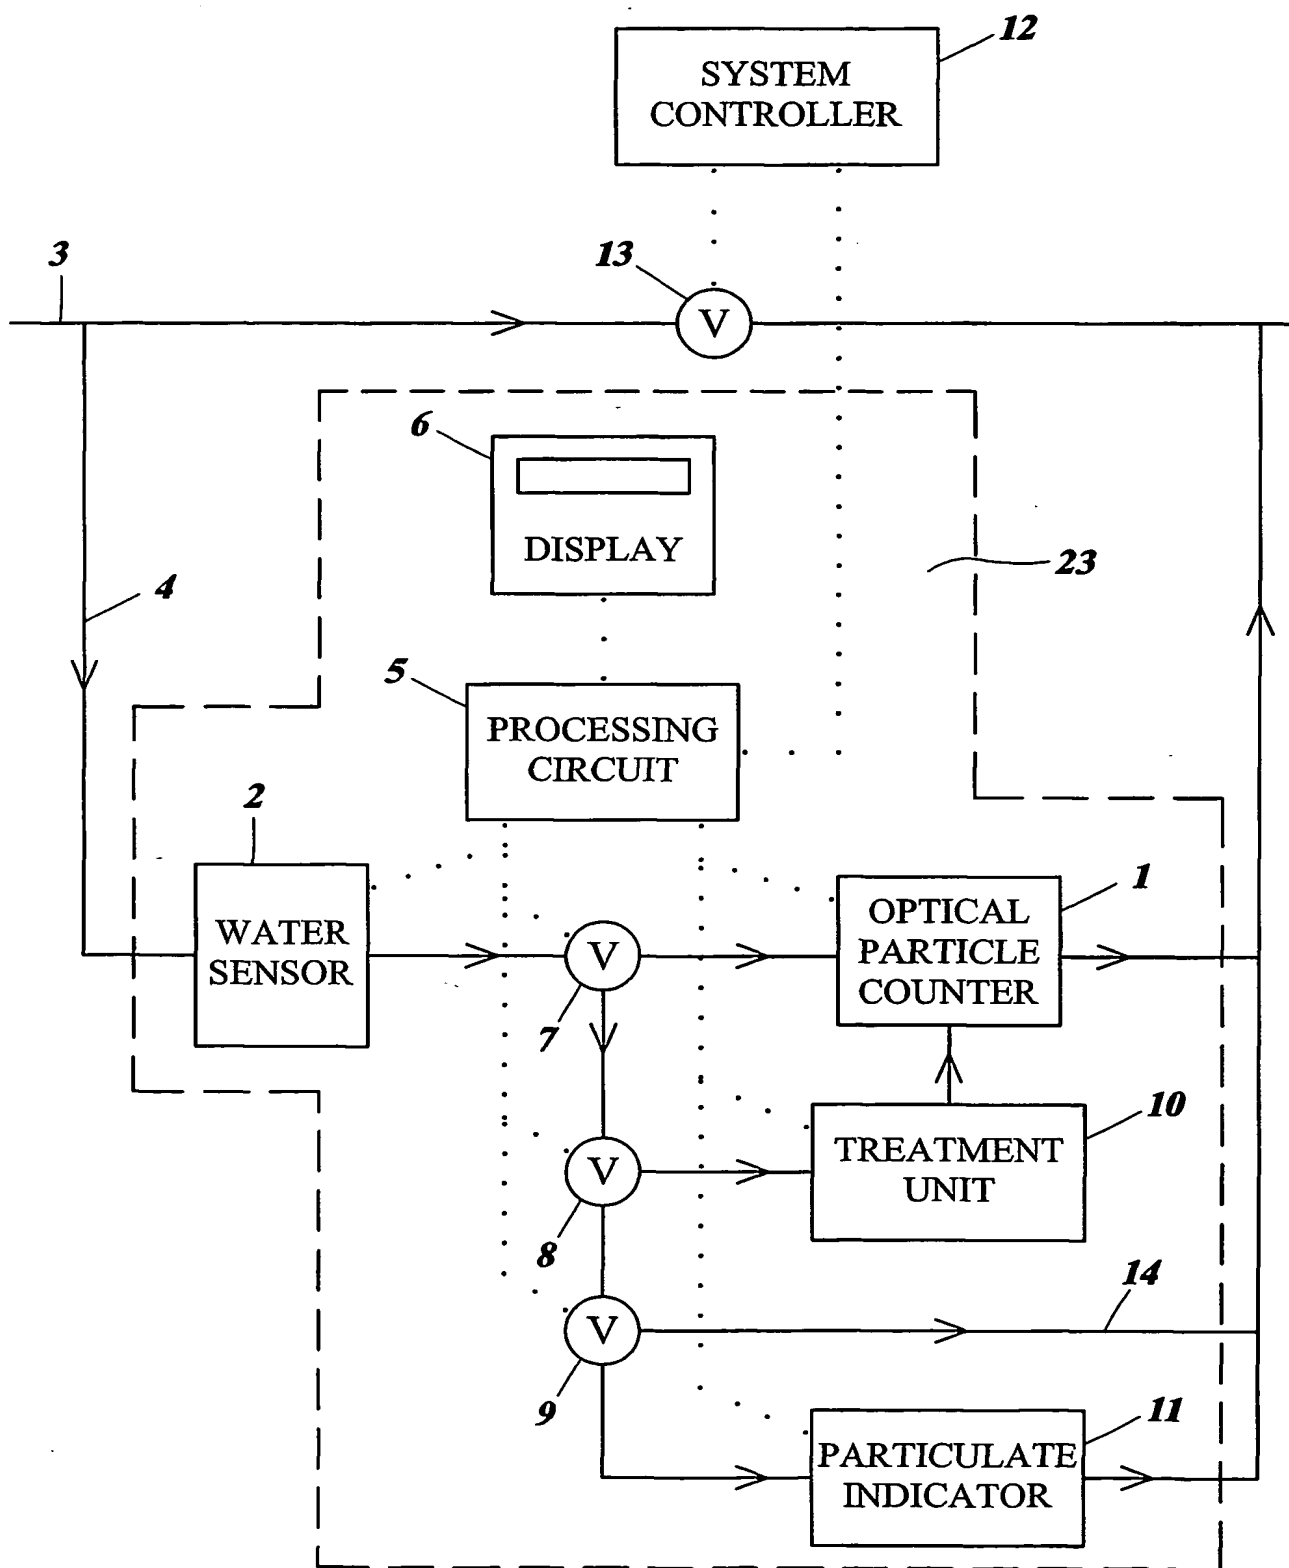 12
SYSTEM
CONTROLLER
3
13
V
6
DISPLAY
23
4
5
PROCESSING
CIRCUIT
2
WATER
SENSOR
1
OPTICAL
PARTICLE
COUNTER
V
7
10
TREATMENT
UNIT
V
8
14
V
9
11
PARTICULATE
INDICATOR